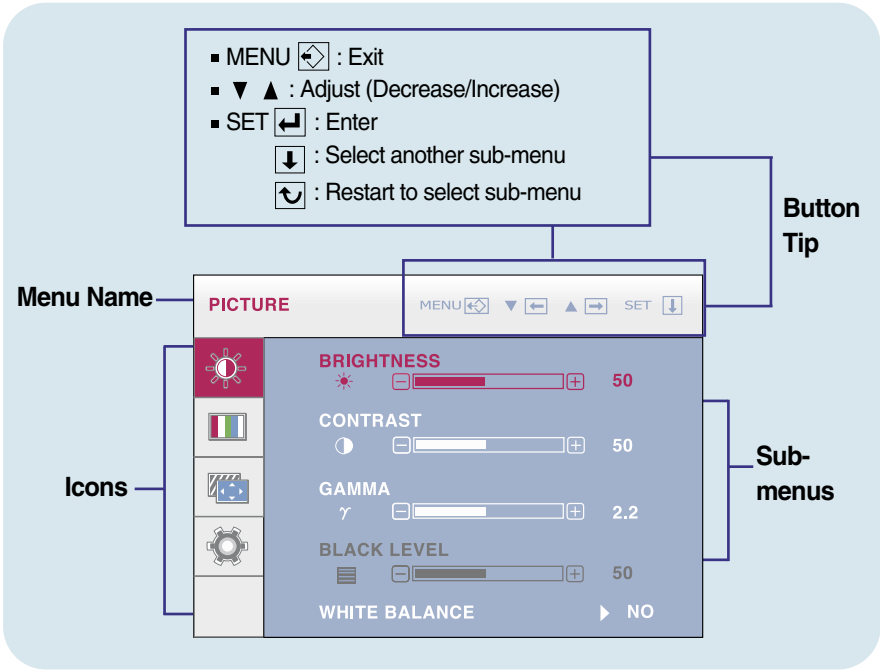 MENU : Exit
▼ ▲ : Adjust (Decrease/Increase)
SET : Enter
: Select another sub-menu
: Restart to select sub-menu
Button
Tip
Menu Name
PICTURE
MENU ▼ ▲ SET
BRIGHTNESS
50
CONTRAST
50
Icons
Sub-
menus
GAMMA
γ 2.2
BLACK LEVEL
50
WHITE BALANCE NO